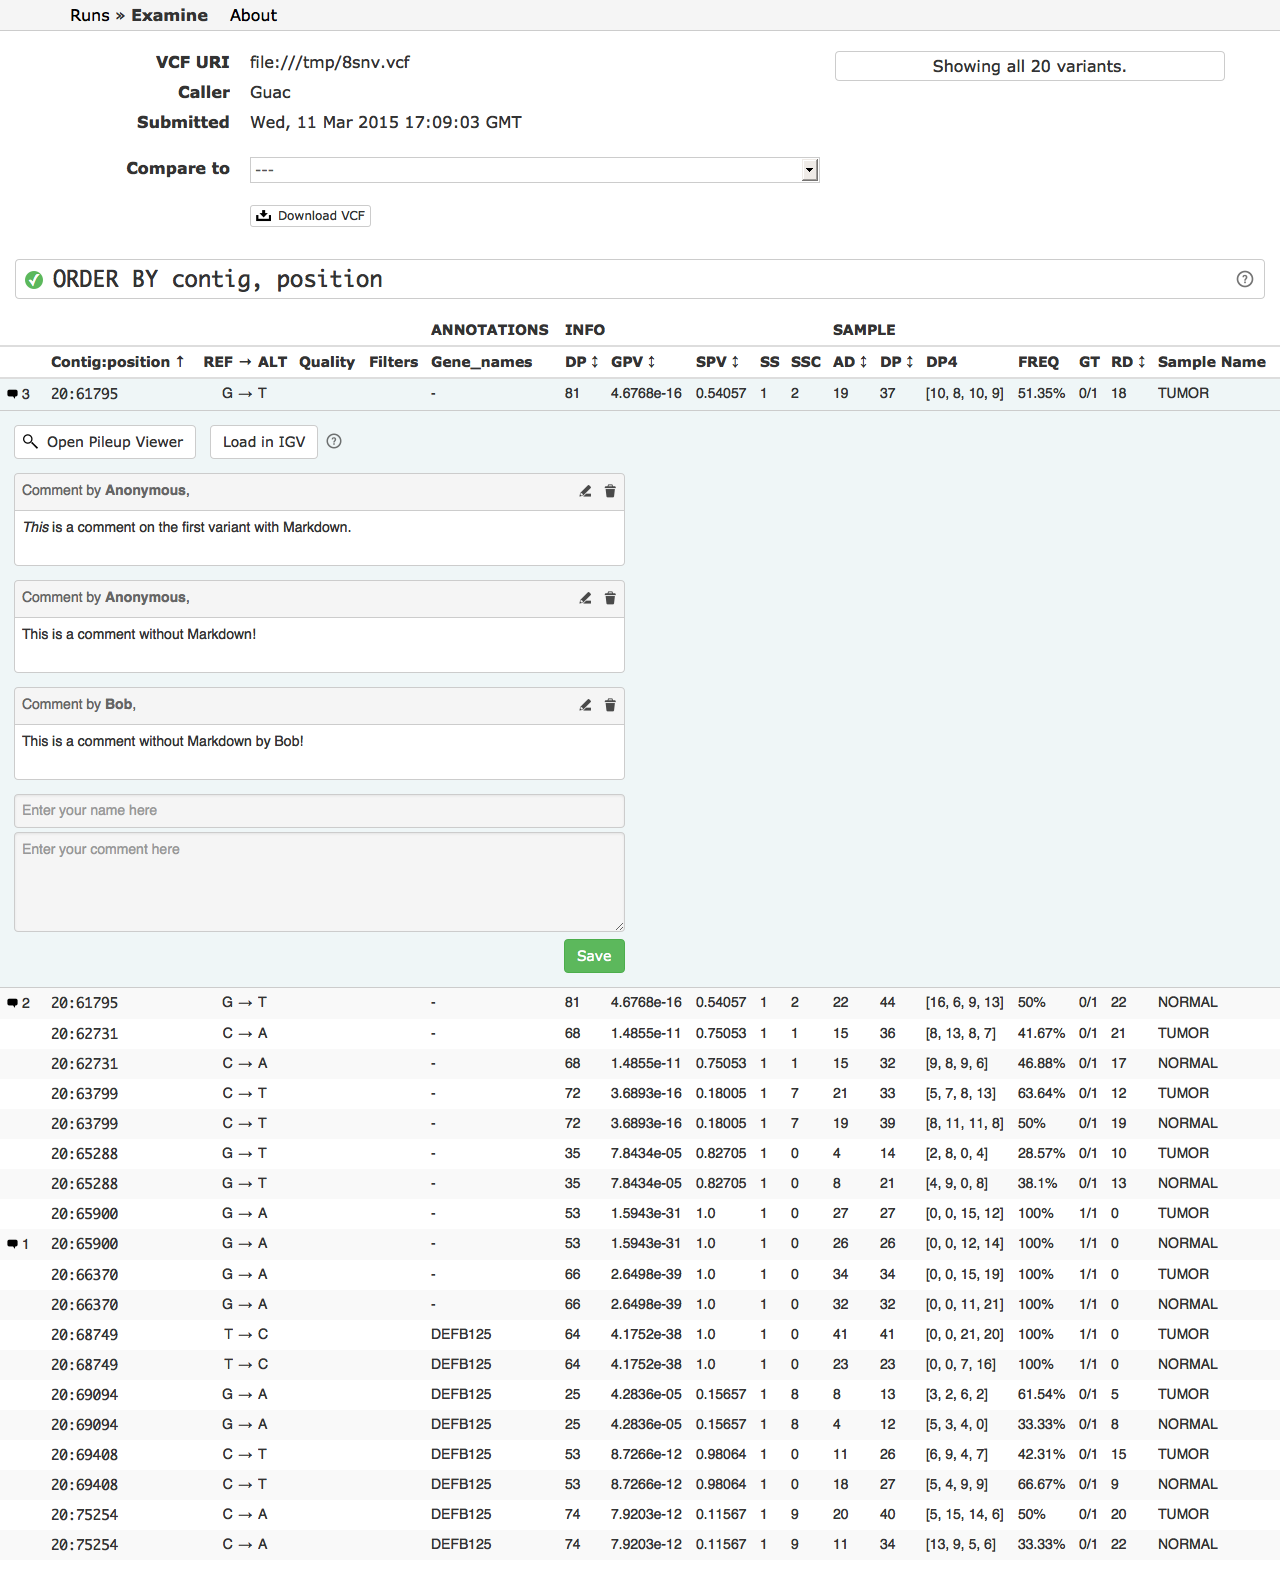 Runs » Examine About
VCF URI file:///tmp/8snv.vcf
Showing all 20 variants.
Caller Guac
Submitted Wed, 11 Mar 2015 17:09:03 GMT
Compare to ---
Download VCF
ORDER BY contig, position ?
ANNOTATIONS INFO SAMPLE
Contig:position ↑ REF → ALT Quality Filters Gene_names DP ↕ GPV ↕ SPV ↕ SS SSC AD ↕ DP ↕ DP4 FREQ GT RD ↕ Sample Name
3 20:61795 G → T - 81 4.6768e-16 0.54057 1 2 19 37 [10, 8, 10, 9] 51.35% 0/1 18 TUMOR
Open Pileup Viewer Load in IGV ?
Comment by Anonymous,
This is a comment on the first variant with Markdown.
Comment by Anonymous,
This is a comment without Markdown!
Comment by Bob,
This is a comment without Markdown by Bob!
Enter your name here
Enter your comment here
Save
2 20:61795 G → T - 81 4.6768e-16 0.54057 1 2 22 44 [16, 6, 9, 13] 50% 0/1 22 NORMAL
20:62731 C → A - 68 1.4855e-11 0.75053 1 1 15 36 [8, 13, 8, 7] 41.67% 0/1 21 TUMOR
20:62731 C → A - 68 1.4855e-11 0.75053 1 1 15 32 [9, 8, 9, 6] 46.88% 0/1 17 NORMAL
20:63799 C → T - 72 3.6893e-16 0.18005 1 7 21 33 [5, 7, 8, 13] 63.64% 0/1 12 TUMOR
20:63799 C → T - 72 3.6893e-16 0.18005 1 7 19 39 [8, 11, 11, 8] 50% 0/1 19 NORMAL
20:65288 G → T - 35 7.8434e-05 0.82705 1 0 4 14 [2, 8, 0, 4] 28.57% 0/1 10 TUMOR
20:65288 G → T - 35 7.8434e-05 0.82705 1 0 8 21 [4, 9, 0, 8] 38.1% 0/1 13 NORMAL
20:65900 G → A - 53 1.5943e-31 1.0 1 0 27 27 [0, 0, 15, 12] 100% 1/1 0 TUMOR
1 20:65900 G → A - 53 1.5943e-31 1.0 1 0 26 26 [0, 0, 12, 14] 100% 1/1 0 NORMAL
20:66370 G → A - 66 2.6498e-39 1.0 1 0 34 34 [0, 0, 15, 19] 100% 1/1 0 TUMOR
20:66370 G → A - 66 2.6498e-39 1.0 1 0 32 32 [0, 0, 11, 21] 100% 1/1 0 NORMAL
20:68749 T → C DEFB125 64 4.1752e-38 1.0 1 0 41 41 [0, 0, 21, 20] 100% 1/1 0 TUMOR
20:68749 T → C DEFB125 64 4.1752e-38 1.0 1 0 23 23 [0, 0, 7, 16] 100% 1/1 0 NORMAL
20:69094 G → A DEFB125 25 4.2836e-05 0.15657 1 8 8 13 [3, 2, 6, 2] 61.54% 0/1 5 TUMOR
20:69094 G → A DEFB125 25 4.2836e-05 0.15657 1 8 4 12 [5, 3, 4, 0] 33.33% 0/1 8 NORMAL
20:69408 C → T DEFB125 53 8.7266e-12 0.98064 1 0 11 26 [6, 9, 4, 7] 42.31% 0/1 15 TUMOR
20:69408 C → T DEFB125 53 8.7266e-12 0.98064 1 0 18 27 [5, 4, 9, 9] 66.67% 0/1 9 NORMAL
20:75254 C → A DEFB125 74 7.9203e-12 0.11567 1 9 20 40 [5, 15, 14, 6] 50% 0/1 20 TUMOR
20:75254 C → A DEFB125 74 7.9203e-12 0.11567 1 9 11 34 [13, 9, 5, 6] 33.33% 0/1 22 NORMAL